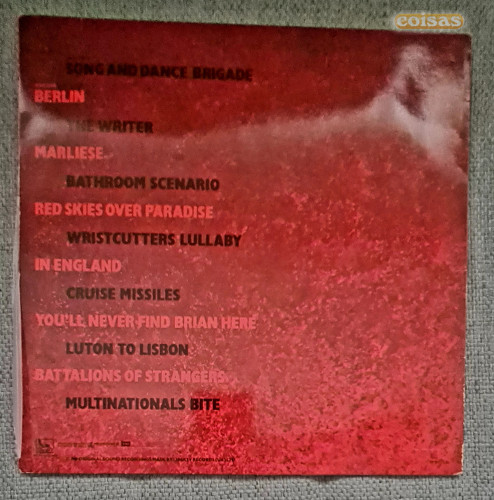 coisas
SONG AND DANCE BRIGADE
BERLIN
THE WRITER
MARLIESE
BATHROOM SCENARIO
RED SKIES OVER PARADISE
WRISTCUTTERS LULLABY
IN ENGLAND
CRUISE MISSILES
YOU'LL NEVER FIND BRIAN HERE
LUTON TO LISBON
BATTALIONS OF STRANGERS
MULTINATIONALS BITE